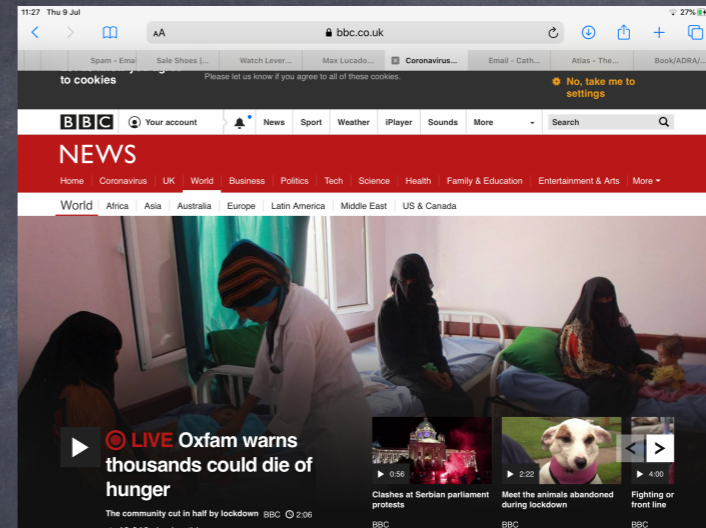 11:27 Thu 9 Jul
27%
AA
bbc.co.uk
Spam - Emai
Sale Shoes |...
Watch Lever...
Max Lucado...
Coronavirus...
Email - Cath...
Atlas - The...
Book/ADRA/...
to cookies
Please let us know if you agree to all of these cookies.
No, take me to
settings
BBC
Your account
News
Sport
Weather
iPlayer
Sounds
More
Search
NEWS
Home
Coronavirus
UK
World
Business
Politics
Tech
Science
Health
Family & Education
Entertainment & Arts
More
World
Africa
Asia
Australia
Europe
Latin America
Middle East
US & Canada
LIVE Oxfam warns
thousands could die of
hunger
The community cut in half by lockdown BBC 2:06
0:56
Clashes at Serbian parliament
protests
BBC
2:22
Meet the animals abandoned
during lockdown
BBC
4:00
Fighting or
front line
BBC